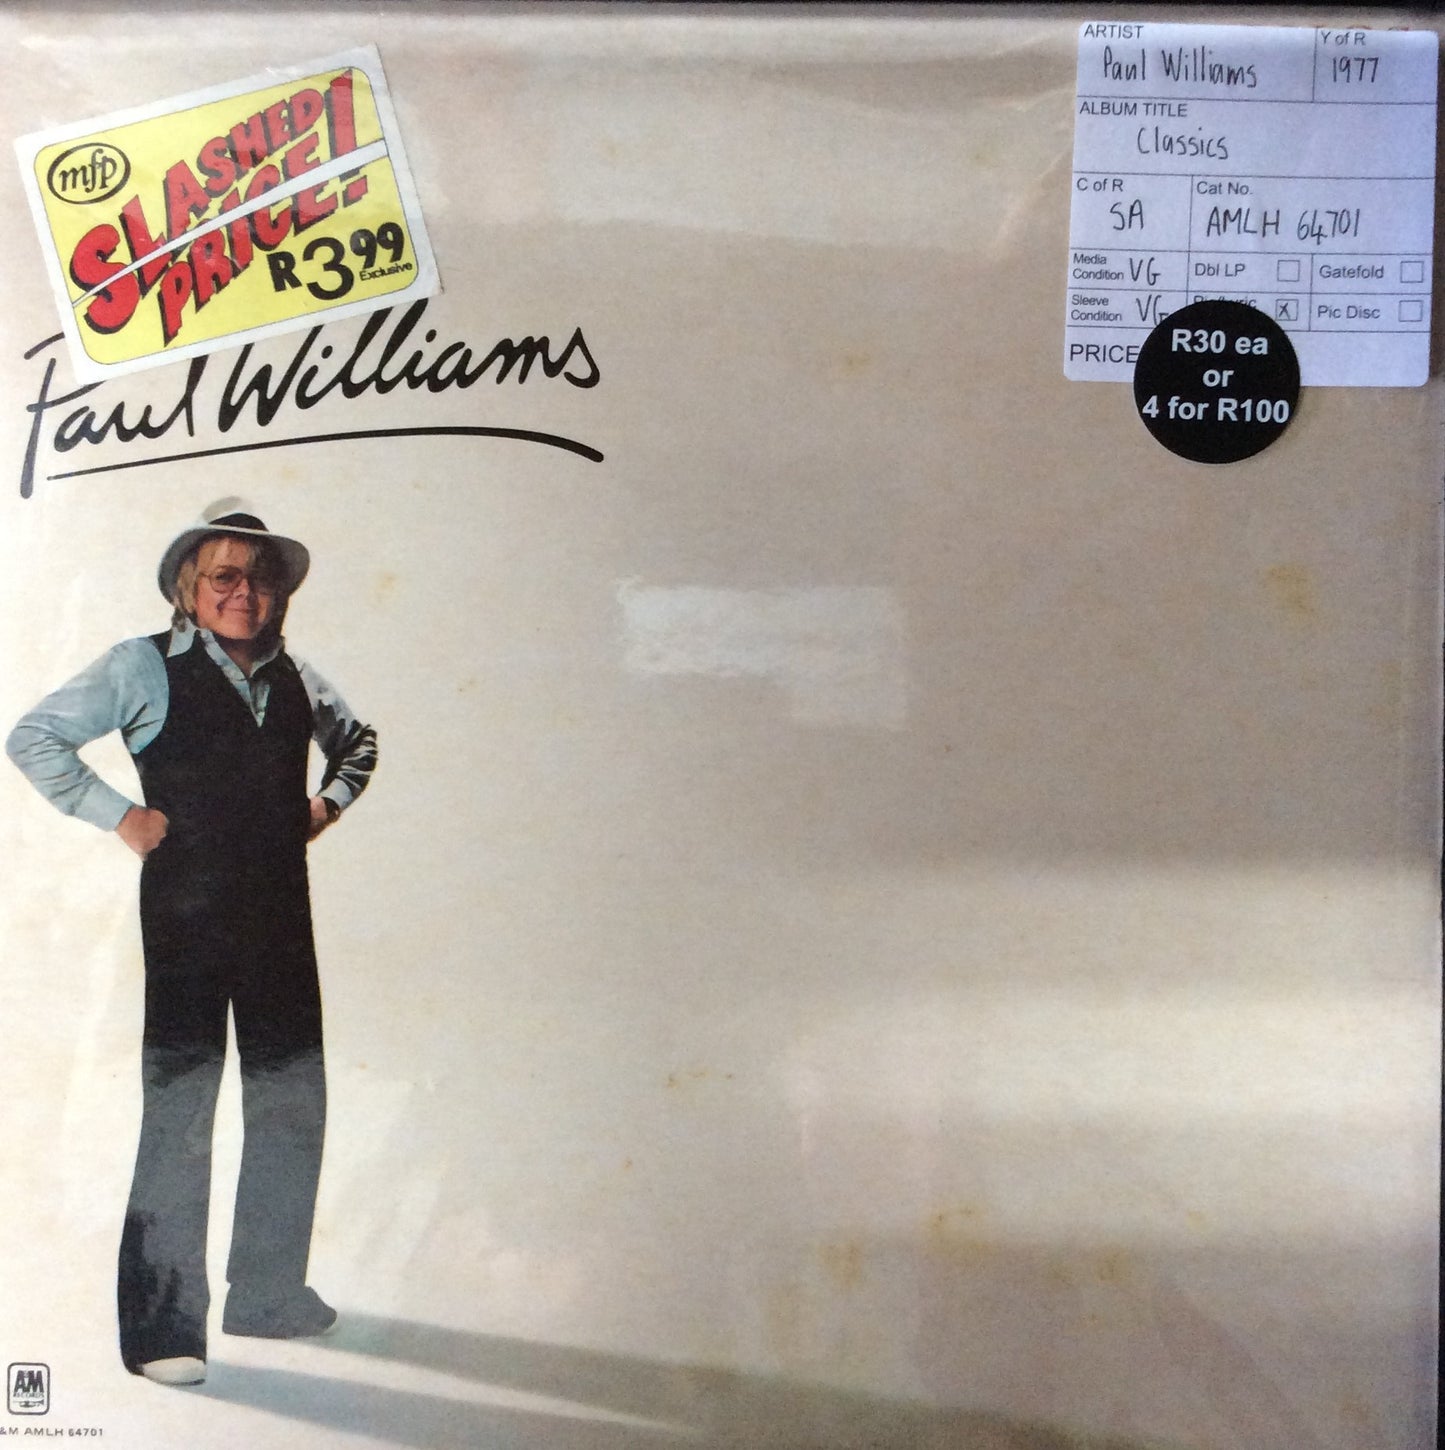 mfp
SLASHED
PRICE!
R3.99
Exclusive
Paul Williams
ARTIST
Paul Williams
Y of R
1977
ALBUM TITLE
Classics
C of R
SA
Cat No.
AMLH 64701
Media
Condition VG
Dbl LP
Gatefold
Sleeve
Condition VG
X
Pic Disc
PRICE
R30 ea
or
4 for R100
A&M
RECORDS
&M AMLH 64701